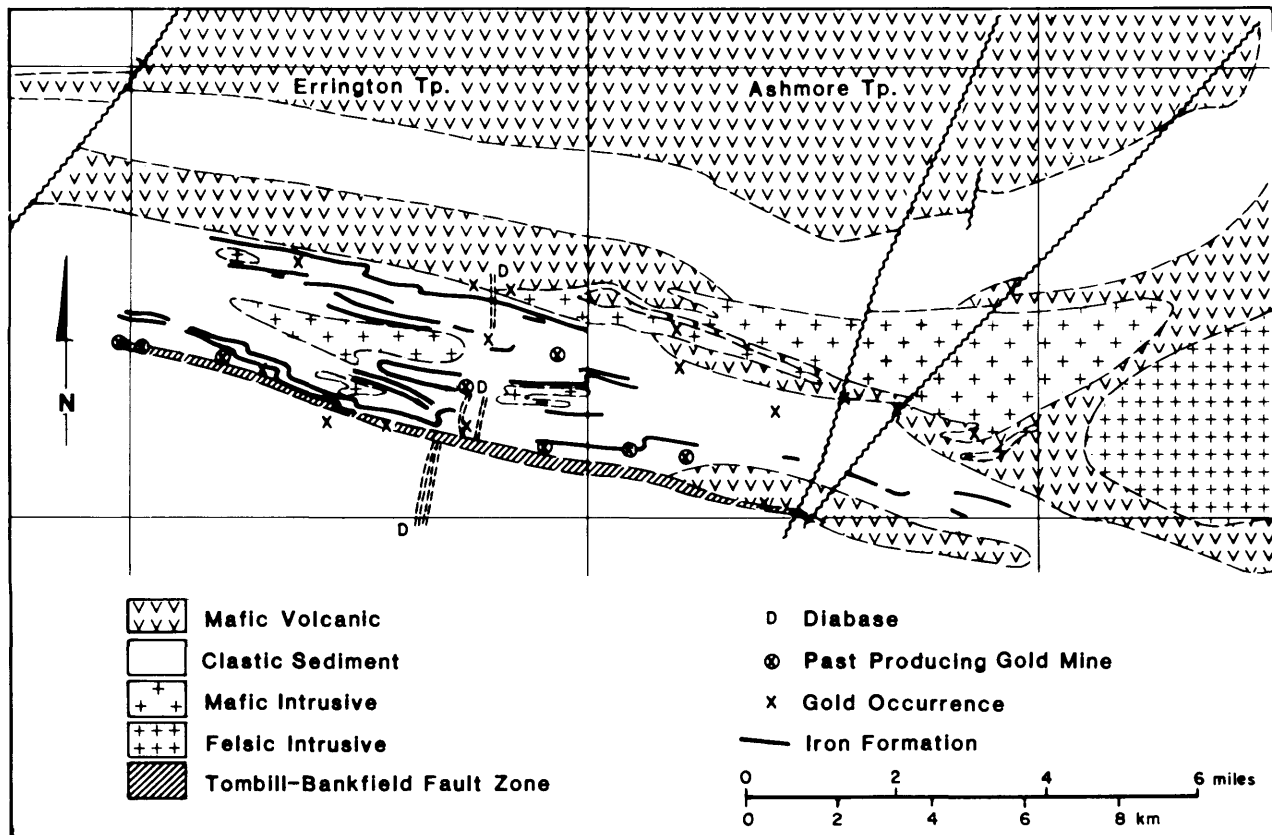 Errington Tp.
Ashmore Tp.
D
N
D
D
Mafic Volcanic
Clastic Sediment
Mafic Intrusive
Felsic Intrusive
Tombill-Bankfield Fault Zone
D Diabase
Past Producing Gold Mine
x Gold Occurrence
Iron Formation
0 2 4 6 miles
0 2 4 6 8 km